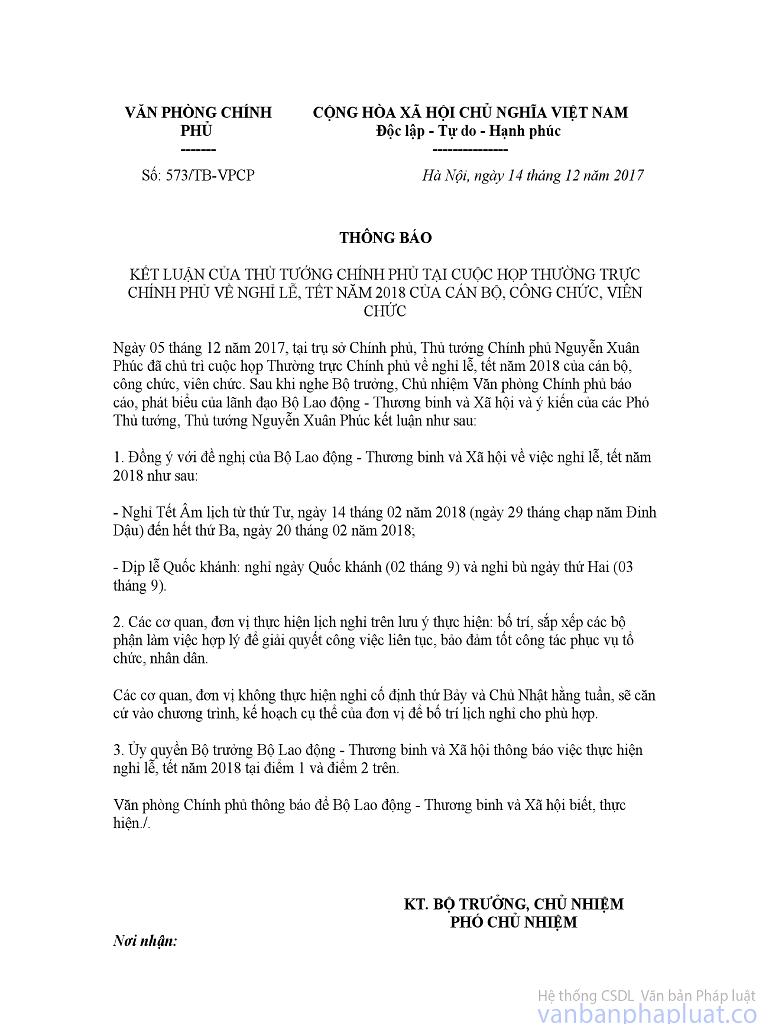 VĂN PHÒNG CHÍNH
PHỦ
-------
CỘNG HÒA XÃ HỘI CHỦ NGHĨA VIỆT NAM
Độc lập - Tự do - Hạnh phúc
---------------
Số: 573/TB-VPCP
Hà Nội, ngày 14 tháng 12 năm 2017
THÔNG BÁO
KẾT LUẬN CỦA THỦ TƯỚNG CHÍNH PHỦ TẠI CUỘC HỌP THƯỜNG TRỰC
CHÍNH PHỦ VỀ NGHỈ LỄ, TẾT NĂM 2018 CỦA CÁN BỘ, CÔNG CHỨC, VIÊN
CHỨC
Ngày 05 tháng 12 năm 2017, tại trụ sở Chính phủ, Thủ tướng Chính phủ Nguyễn Xuân
Phúc đã chủ trì cuộc họp Thường trực Chính phủ về nghỉ lễ, tết năm 2018 của cán bộ,
công chức, viên chức. Sau khi nghe Bộ trưởng, Chủ nhiệm Văn phòng Chính phủ báo
cáo, phát biểu của lãnh đạo Bộ Lao động - Thương binh và Xã hội và ý kiến của các Phó
Thủ tướng, Thủ tướng Nguyễn Xuân Phúc kết luận như sau:
1. Đồng ý với đề nghị của Bộ Lao động - Thương binh và Xã hội về việc nghỉ lễ, tết năm
2018 như sau:
- Nghỉ Tết Âm lịch từ thứ Tư, ngày 14 tháng 02 năm 2018 (ngày 29 tháng chạp năm Đinh
Dậu) đến hết thứ Ba, ngày 20 tháng 02 năm 2018;
- Dịp lễ Quốc khánh: nghỉ ngày Quốc khánh (02 tháng 9) và nghỉ bù ngày thứ Hai (03
tháng 9).
2. Các cơ quan, đơn vị thực hiện lịch nghỉ trên lưu ý thực hiện: bố trí, sắp xếp các bộ
phận làm việc hợp lý để giải quyết công việc liên tục, bảo đảm tốt công tác phục vụ tổ
chức, nhân dân.
Các cơ quan, đơn vị không thực hiện nghỉ cố định thứ Bảy và Chủ Nhật hằng tuần, sẽ căn
cứ vào chương trình, kế hoạch cụ thể của đơn vị để bố trí lịch nghỉ cho phù hợp.
3. Ủy quyền Bộ trưởng Bộ Lao động - Thương binh và Xã hội thông báo việc thực hiện
nghỉ lễ, tết năm 2018 tại điểm 1 và điểm 2 trên.
Văn phòng Chính phủ thông báo để Bộ Lao động - Thương binh và Xã hội biết, thực
hiện./.
KT. BỘ TRƯỞNG, CHỦ NHIỆM
PHÓ CHỦ NHIỆM
Nơi nhận:
Hệ thống CSDL Văn bản Pháp luật
vanbanphapluat.co